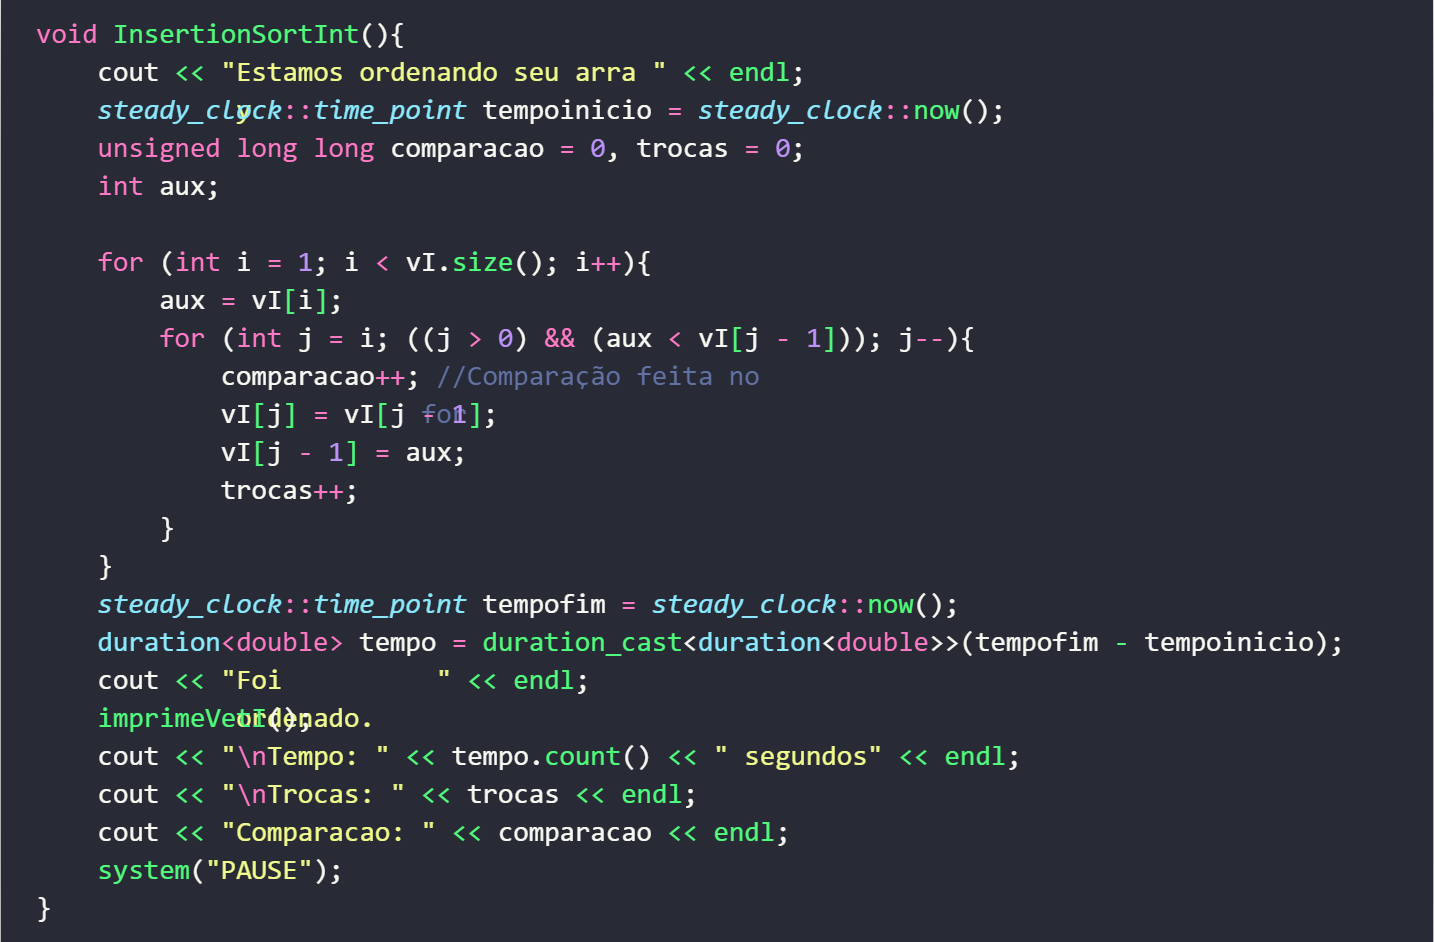 void InsertionSortInt(){
    cout << "Estamos ordenando seu array" << endl;
    steady_clock::time_point tempoinicio = steady_clock::now();
    unsigned long long comparacao = 0, trocas = 0;
    int aux;

    for (int i = 1; i < vI.size(); i++){
        aux = vI[i];
        for (int j = i; ((j > 0) && (aux < vI[j - 1])); j--){
            comparacao++; //Comparação feita no for
            vI[j] = vI[j - 1];
            vI[j - 1] = aux;
            trocas++;
        }
    }
    steady_clock::time_point tempofim = steady_clock::now();
    duration<double> tempo = duration_cast<duration<double>>(tempofim - tempoinicio);
    cout << "Foi ordenado." << endl;
    imprimeVetI();
    cout << "\nTempo: " << tempo.count() << " segundos" << endl;
    cout << "\nTrocas: " << trocas << endl;
    cout << "Comparacao: " << comparacao << endl;
    system("PAUSE");
}